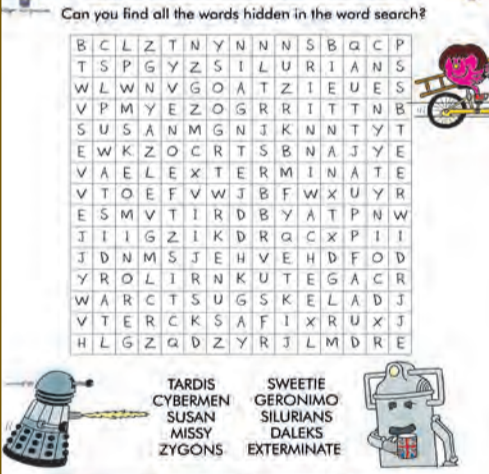 Can you find all the words hidden in the word search?
B C L Z T N Y N N N S B Q C P
T S P G Y Z S I L U R I A N S
W L W N V G O A T Z I E U E S
V P M Y E Z O G R R I T T N B
S U S A N M G N J K N N T Y T
E W K Z O C R T S B N A J Y E
V A E L E X T E R M I N A T E
V T O E F V W J B F W X U Y R
E S M V T I R D B Y A T P N W
J I I G Z I K D R Q C X P I I
J D N M S J E H V E H D F O D
Y R O L I R N K U T E G A C R
W A R C T S U G S K E L A D J
V T E R C K S A F I X R U X J
H L G Z Q D Z Y R J L M D R E
TARDIS SWEETIE
CYBERMEN GERONIMO
SUSAN SILURIANS
MISSY DALEKS
ZYGONS EXTERMINATE